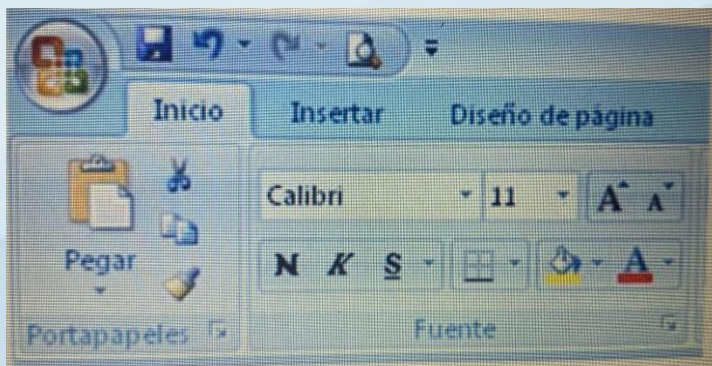 Inicio Insertar Diseño de página
Calibri 11 A A
Pegar N K S A
Portapapeles Fuente